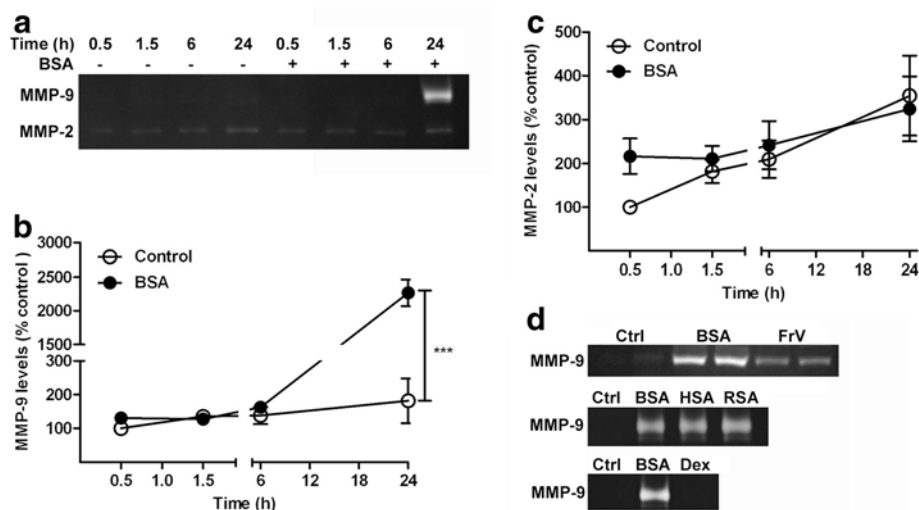 a
Time (h) 0.5 1.5 6 24 0.5 1.5 6 24
BSA - - - - + + + +
MMP-9
MMP-2
b
MMP-9 levels (% control )
3000
2500
2000
1500
300
200
100
Control
BSA
***
0.5 1.0 1.5 6 12 18 24
Time (h)
c
MMP-2 levels (% control)
500
400
300
200
100
Control
BSA
0.5 1.0 1.5 6 12 18 24
Time (h)
d
Ctrl BSA FrV
MMP-9
Ctrl BSA HSA RSA
MMP-9
Ctrl BSA Dex
MMP-9